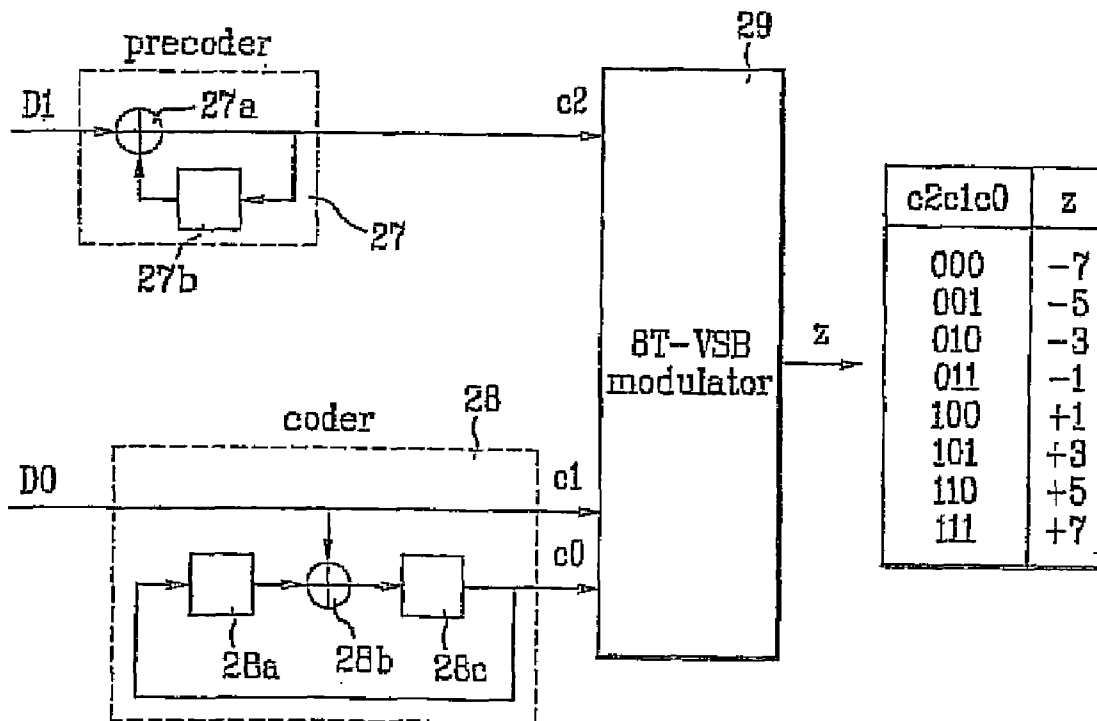 precoder
D1
27a
27b
27
c2
29
8T-VSB
modulator
z
coder
28
D0
c1
c0
28a
28b
28c
c2c1c0 z
000 -7
001 -5
010 -3
011 -1
100 +1
101 +3
110 +5
111 +7